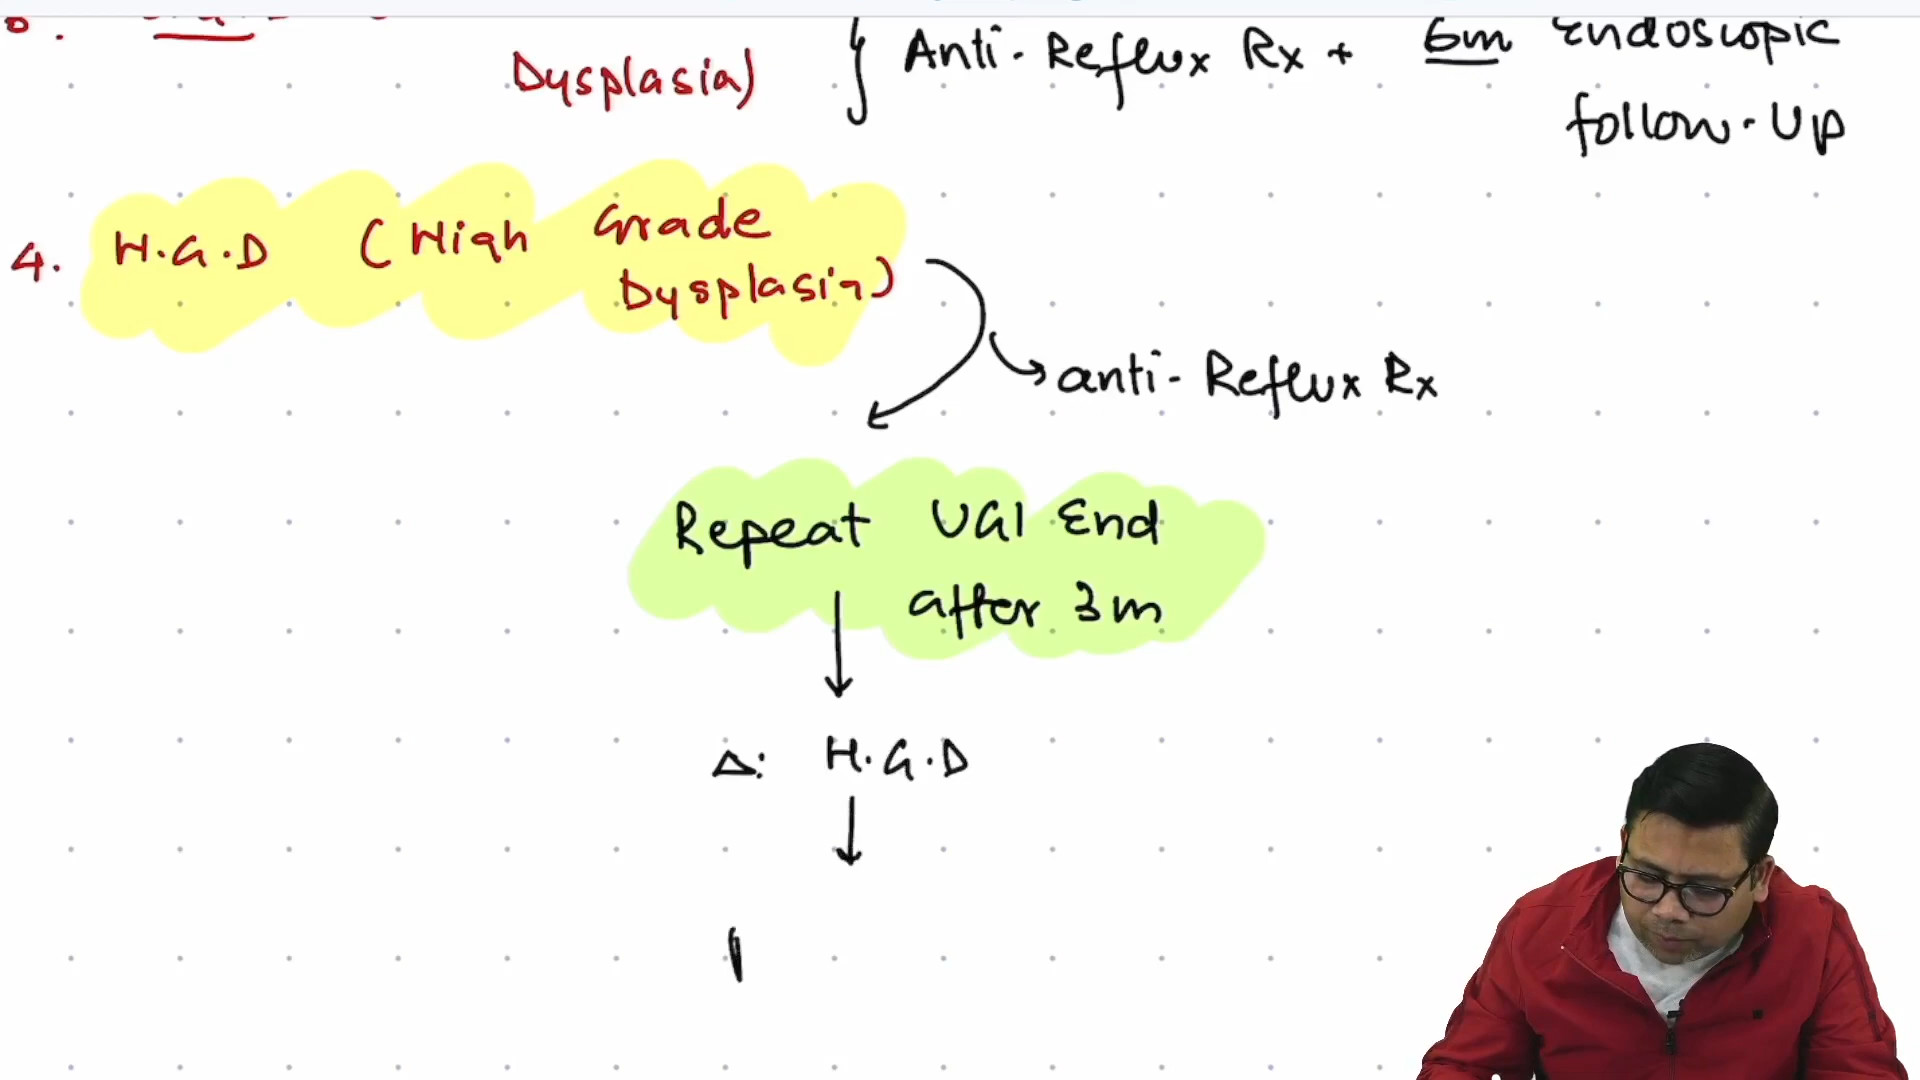 Dysplasia)
Anti-Reflux Rx + 6m Endoscopic
follow-Up
4. H.G.D (High Grade
Dysplasia)
anti-Reflux Rx
Repeat UGI End
after 3m
Δ: H.G.D